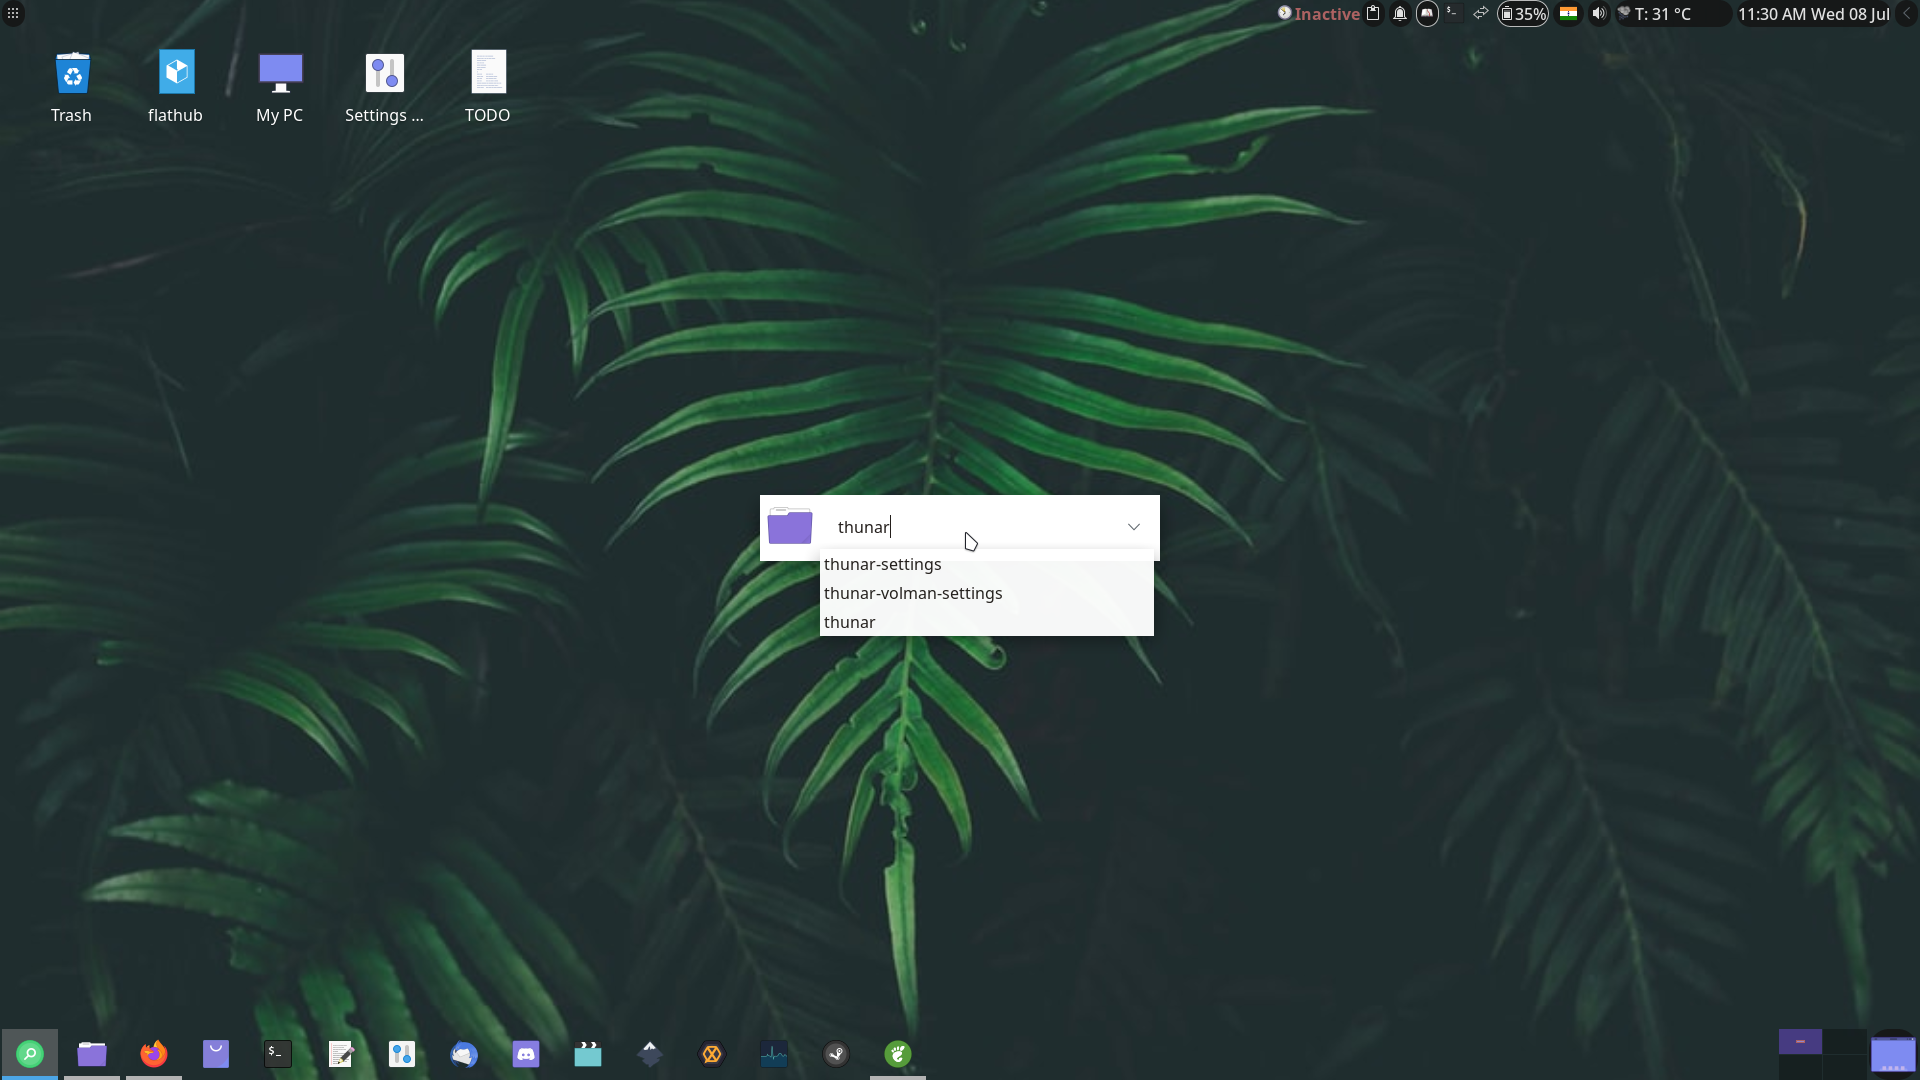 Inactive
35%
T: 31 °C
11:30 AM Wed 08 Jul
Trash
flathub
My PC
Settings ...
TODO
thunar
thunar-settings
thunar-volman-settings
thunar